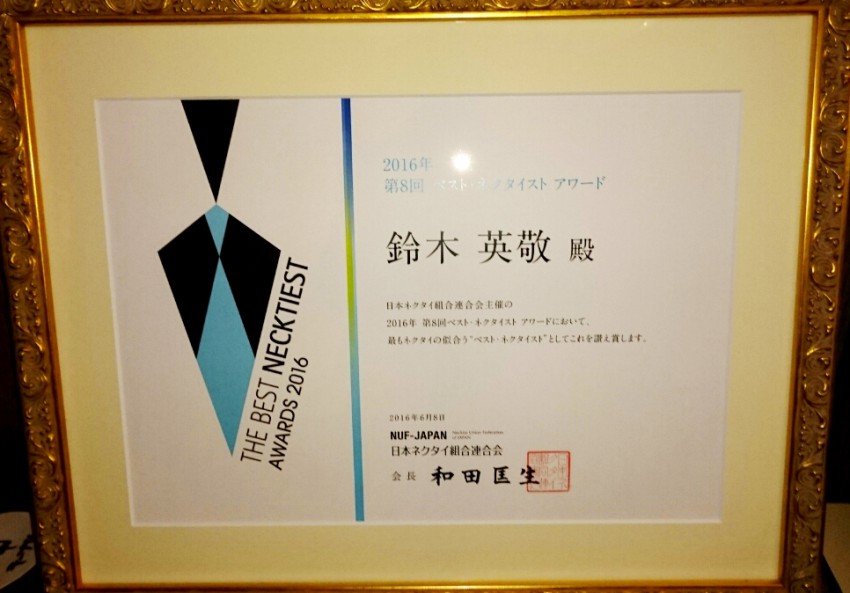 THE BEST NECKTIEST
AWARDS 2016
2016年
第8回 ベスト・ネクタイスト アワード
鈴木 英敬 殿
日本ネクタイ組合連合会主催の
2016年 第8回ベスト・ネクタイスト アワードにおいて、
最もネクタイの似合う“ベスト・ネクタイスト”としてこれを讃え賞します。
2016年6月8日
NUF-JAPAN
日本ネクタイ組合連合会
会長 和田匡生